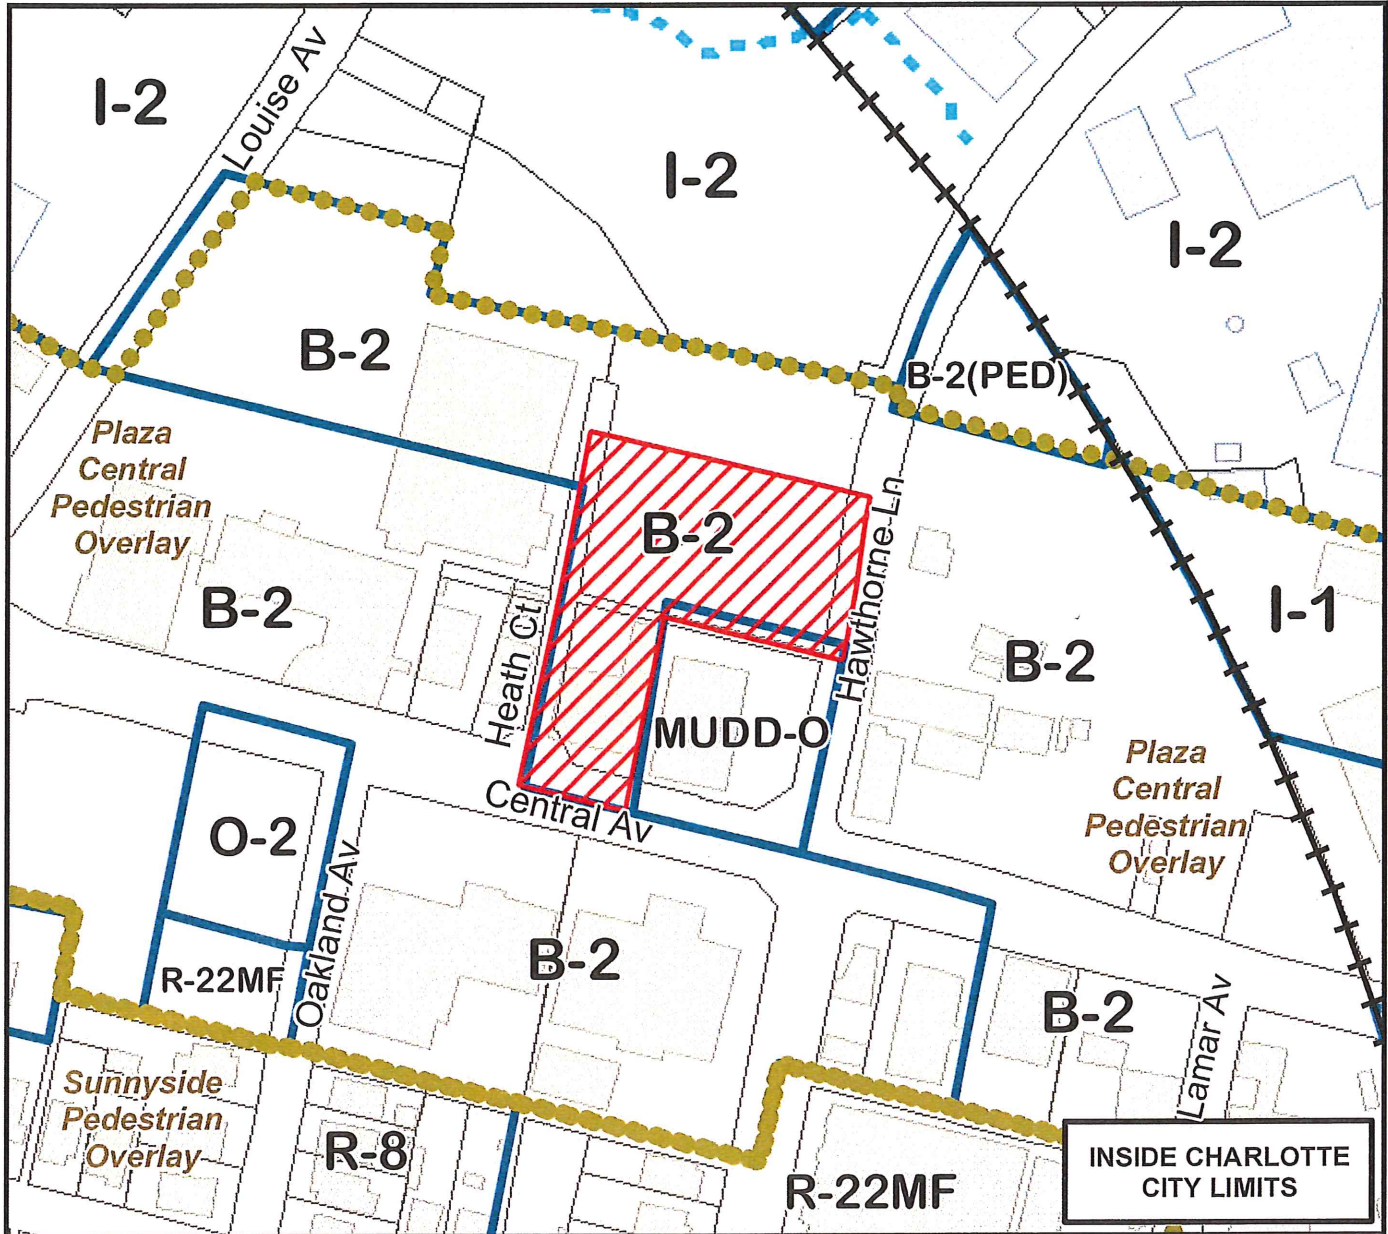 I-2
Louise Av
I-2
I-2
B-2
B-2(PED)
Plaza
Central
Pedestrian
Overlay
B-2
Hawthorne Ln
B-2
Heath Ct
I-1
B-2
MUDD-O
Plaza
Central
Pedestrian
Overlay
Central Av
O-2
Oakland Av
B-2
R-22MF
B-2
Lamar Av
Sunnyside
Pedestrian
Overlay
R-8
R-22MF
INSIDE CHARLOTTE
CITY LIMITS